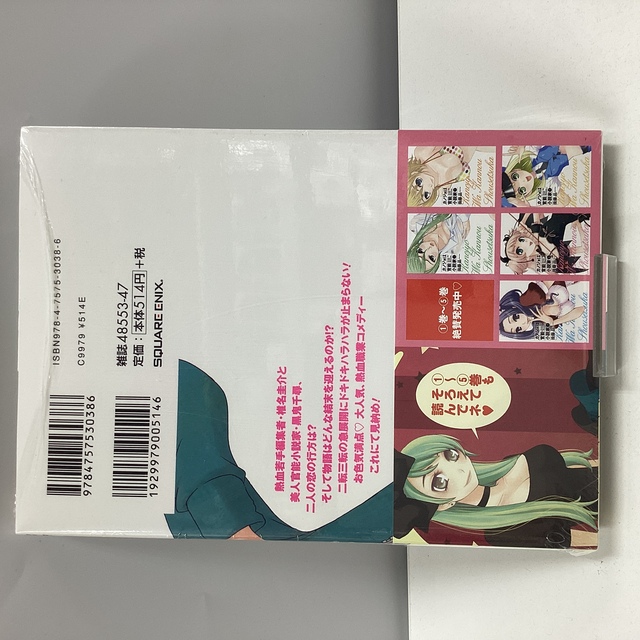 熱血若手編集者・椎名圭介と
美人官能小説家・黒鬼千尋、
二人の恋の行方は?
そして物語はどんな結末を迎えるのか!?
二転三転の急展開にドキドキハラハラが止まらない!
お色気満点♡大人気、熱血職業コメディー
これにて見納め!
①~⑤巻
絶賛発売中♡
①~⑤巻も
そろえて
読んでネ♥
ISBN978-4-7575-3038-6
C9979 ¥514E
雑誌 48553-47
定価:本体514円+税
SQUARE ENIX.
9784757530386
1929979005146